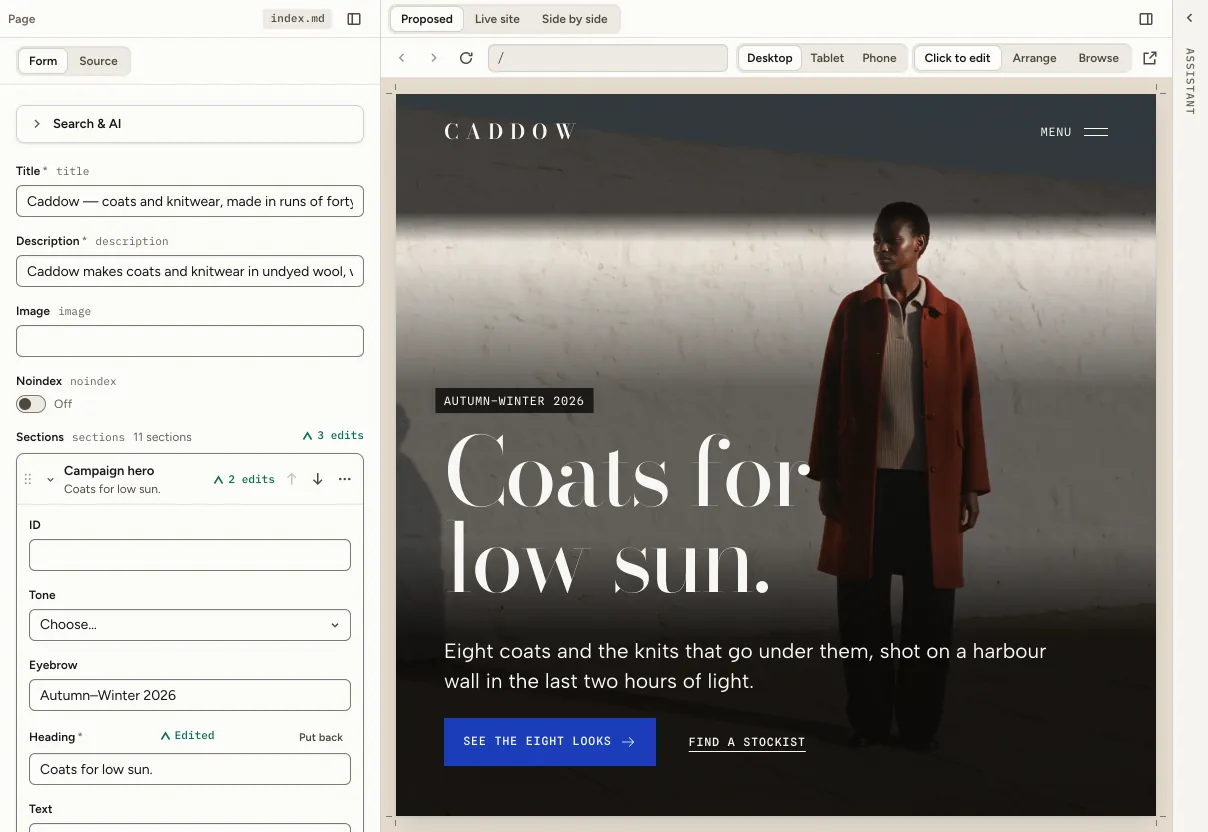 Page
index.md
Form
Source
Search & AI
Title* title
Caddow — coats and knitwear, made in runs of forty
Description* description
Caddow makes coats and knitwear in undyed wool,
Image image
Noindex noindex
Off
Sections sections 11 sections
3 edits
Campaign hero
Coats for low sun.
2 edits
ID
Tone
Choose...
Eyebrow
Autumn–Winter 2026
Heading*
Edited
Put back
Coats for low sun.
Text
Proposed
Live site
Side by side
/
Desktop
Tablet
Phone
Click to edit
Arrange
Browse
CADDOW
MENU
AUTUMN–WINTER 2026
Coats for
low sun.
Eight coats and the knits that go under them, shot on a harbour
wall in the last two hours of light.
SEE THE EIGHT LOOKS →
FIND A STOCKIST
ASSISTANT